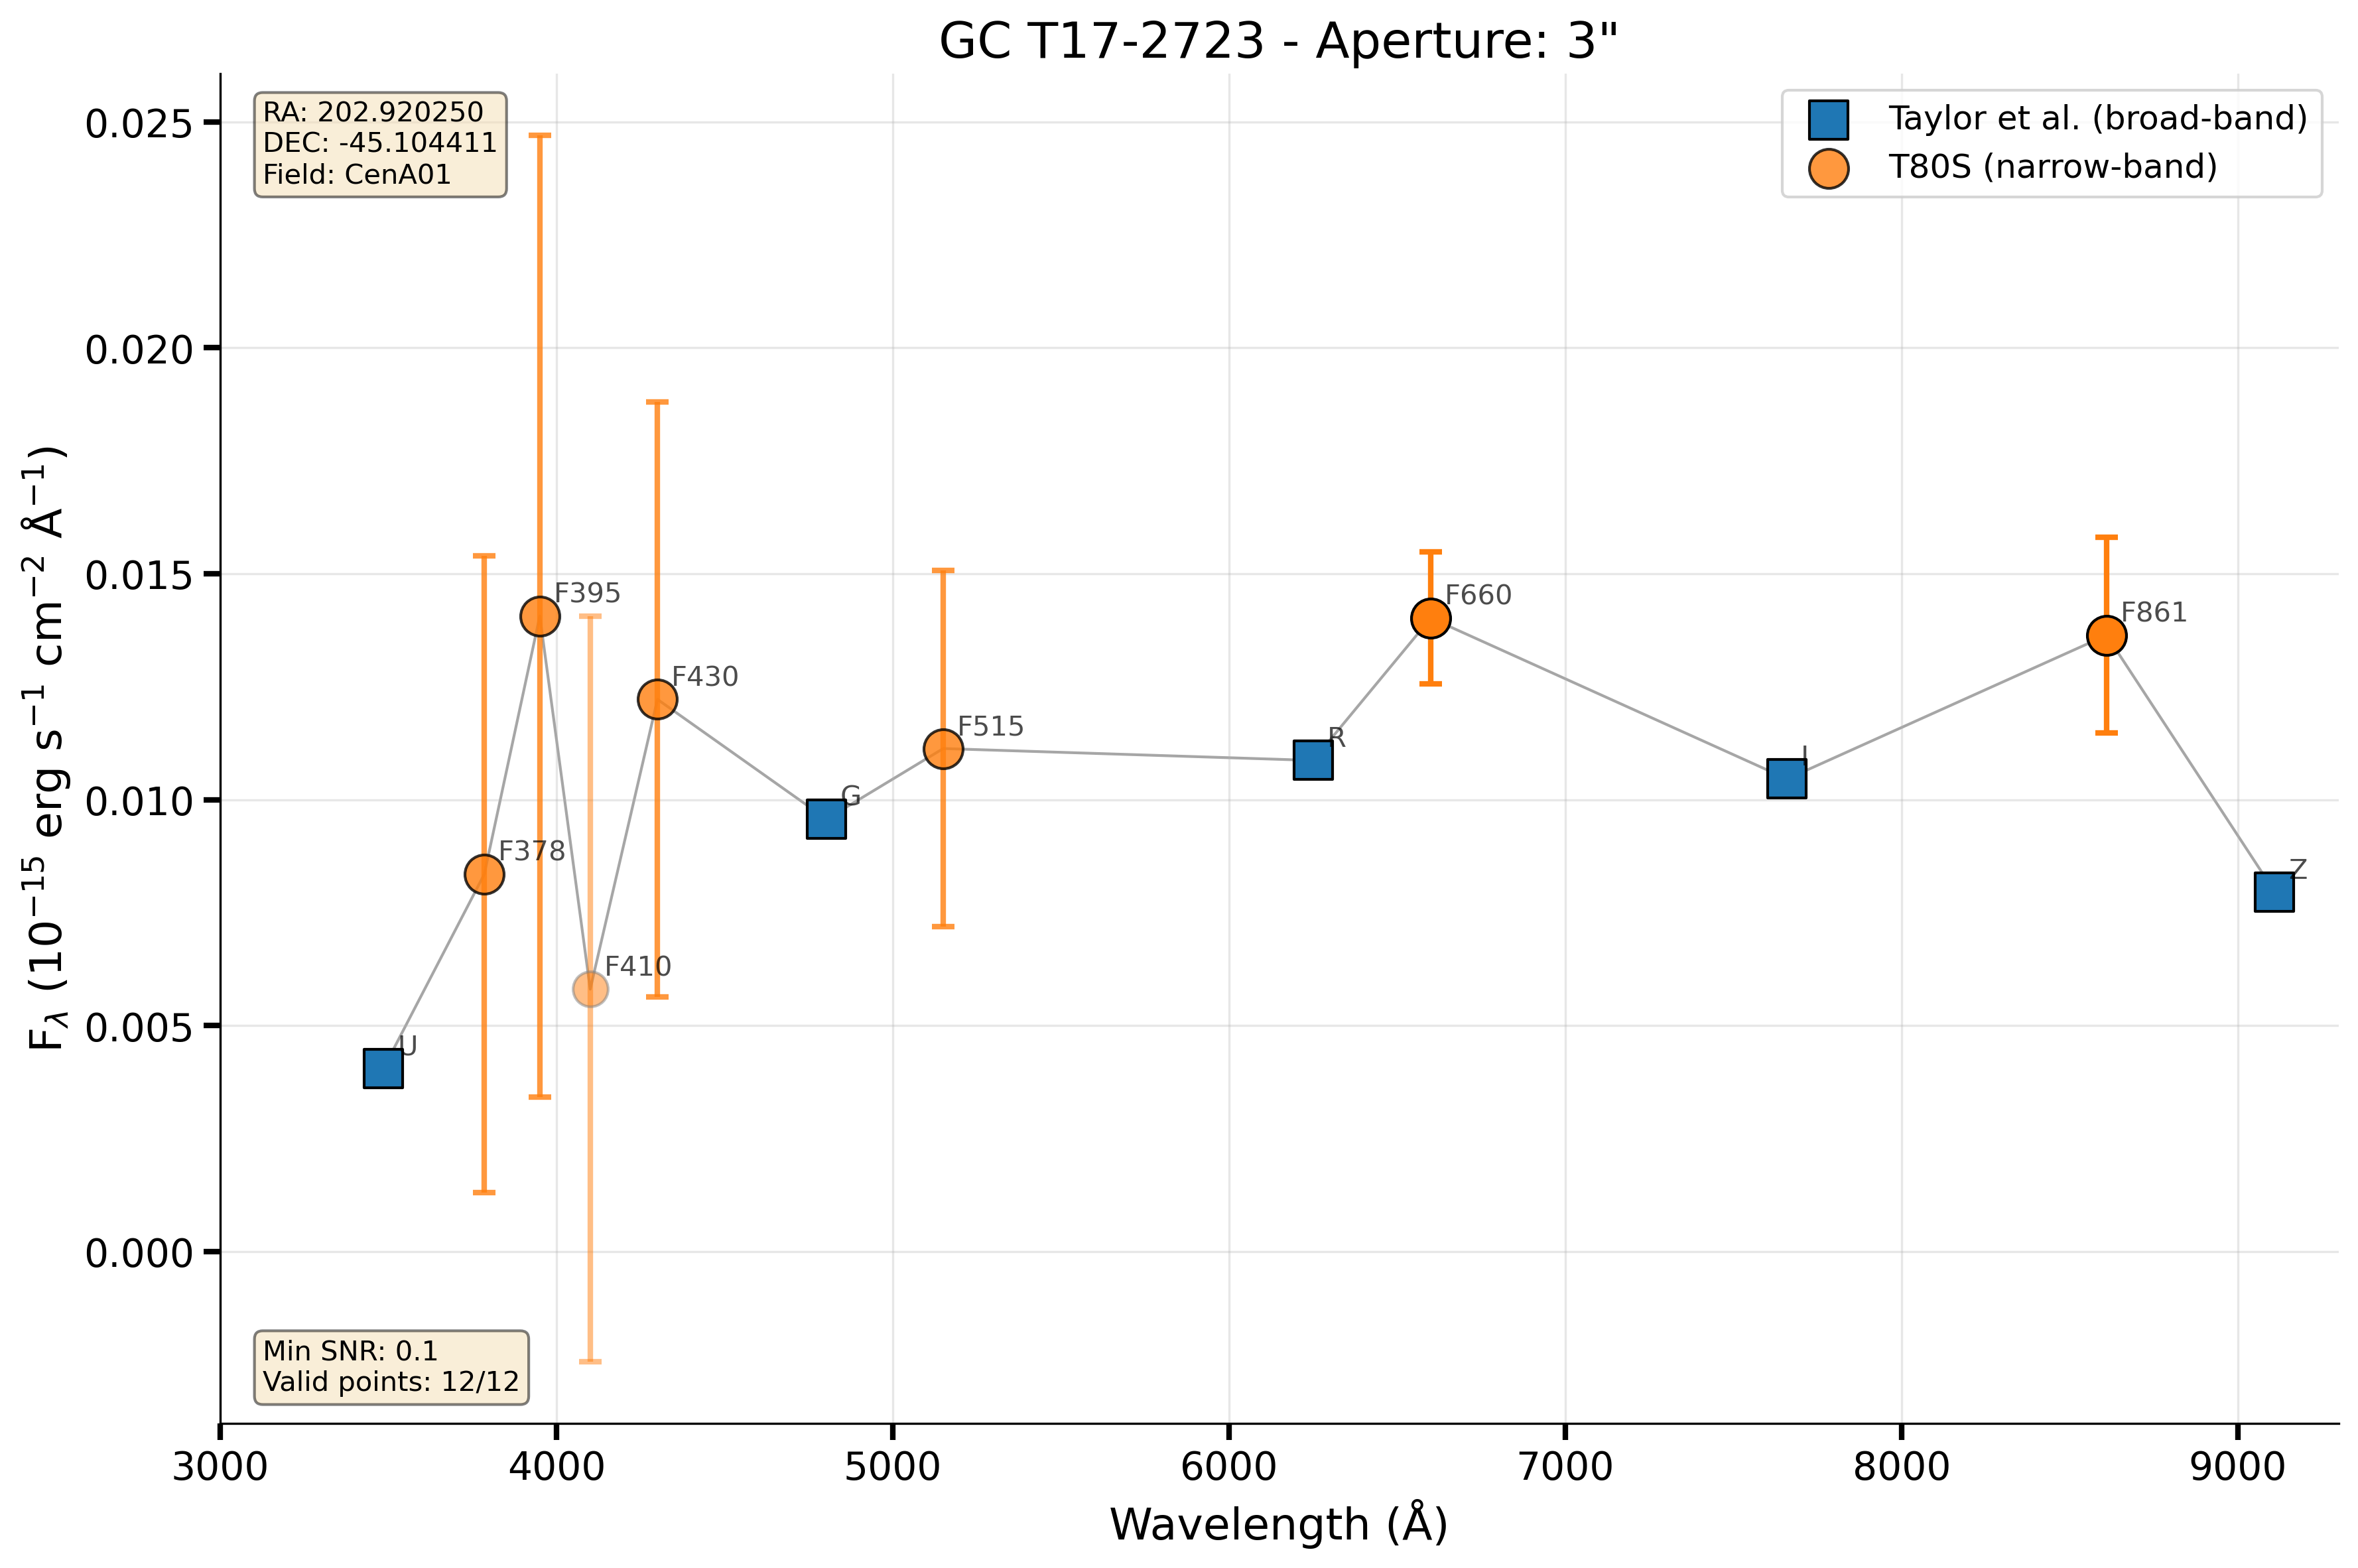 GC T17-2723 - Aperture: 3"
RA: 202.920250
DEC: -45.104411
Field: CenA01
Taylor et al. (broad-band)
T80S (narrow-band)
0.025
0.020
0.015
0.010
0.005
0.000
F_λ (10⁻¹⁵ erg s⁻¹ cm⁻² Å⁻¹)
U
F378
F395
F410
F430
G
F515
R
F660
I
F861
Z
Min SNR: 0.1
Valid points: 12/12
3000 4000 5000 6000 7000 8000 9000
Wavelength (Å)